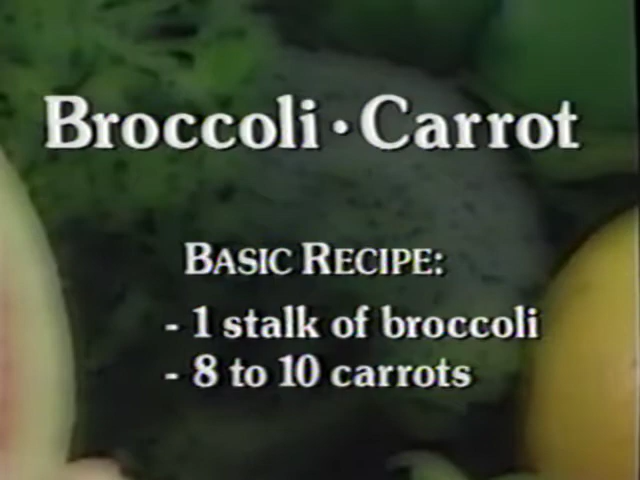 Broccoli · Carrot
BASIC RECIPE:
- 1 stalk of broccoli
- 8 to 10 carrots